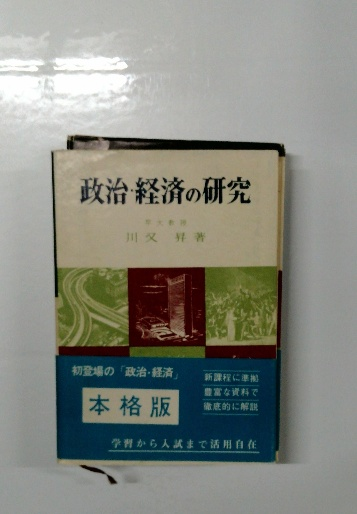 政治・経済の研究
川又 昇 著
初登場の「政治・経済」
本格版
新課程に準拠
豊富な資料で
徹底的に解説
学習から入試まで活用自在